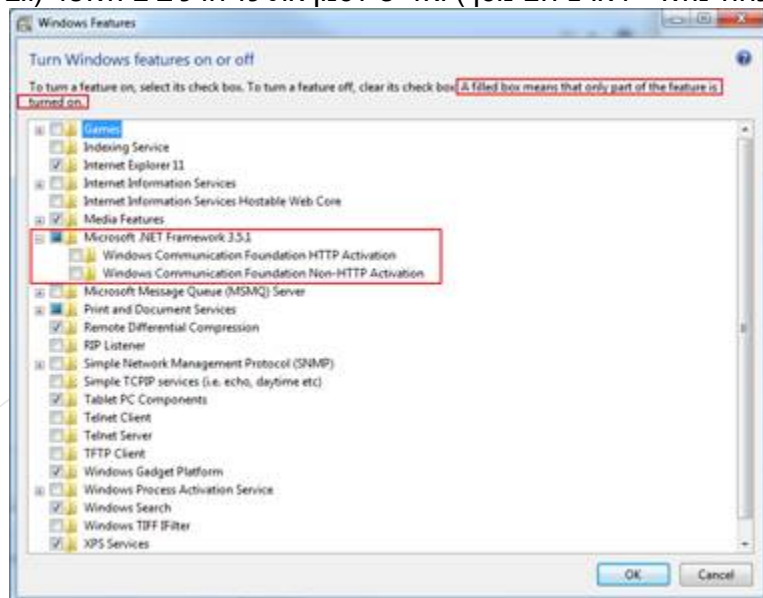 Windows Features
Turn Windows features on or off
To turn a feature on, select its check box. To turn a feature off, clear its check box. A filled box means that only part of the feature is
turned on.
Games
Indexing Service
Internet Explorer 11
Internet Information Services
Internet Information Services Hostable Web Core
Media Features
Microsoft .NET Framework 3.5.1
Windows Communication Foundation HTTP Activation
Windows Communication Foundation Non-HTTP Activation
Microsoft Message Queue (MSMQ) Server
Print and Document Services
Remote Differential Compression
RIP Listener
Simple Network Management Protocol (SNMP)
Simple TCPIP services (i.e. echo, daytime etc)
Tablet PC Components
Telnet Client
Telnet Server
TFTP Client
Windows Gadget Platform
Windows Process Activation Service
Windows Search
Windows TIFF IFilter
XPS Services
OK Cancel